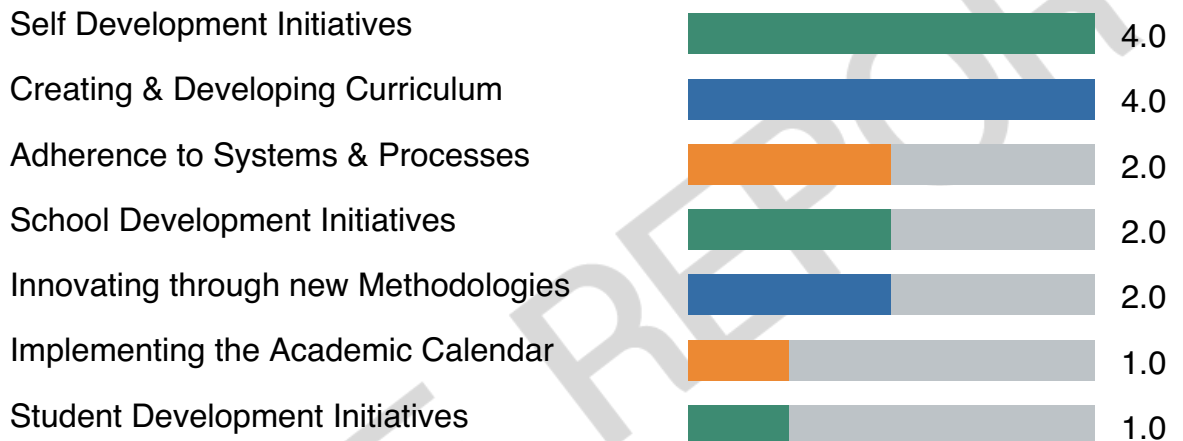 Self Development Initiatives 4.0
Creating & Developing Curriculum 4.0
Adherence to Systems & Processes 2.0
School Development Initiatives 2.0
Innovating through new Methodologies 2.0
Implementing the Academic Calendar 1.0
Student Development Initiatives 1.0
REPOR